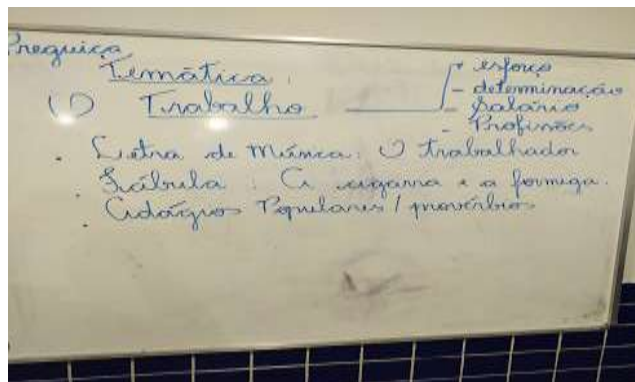 Preguiça
Temática:
O Trabalho
+ esforço
- determinação
- Salário
- Profissões
. Letra de Música: O trabalhador
. Fábula: A cigarra e a formiga.
. Adágios Populares / provérbios